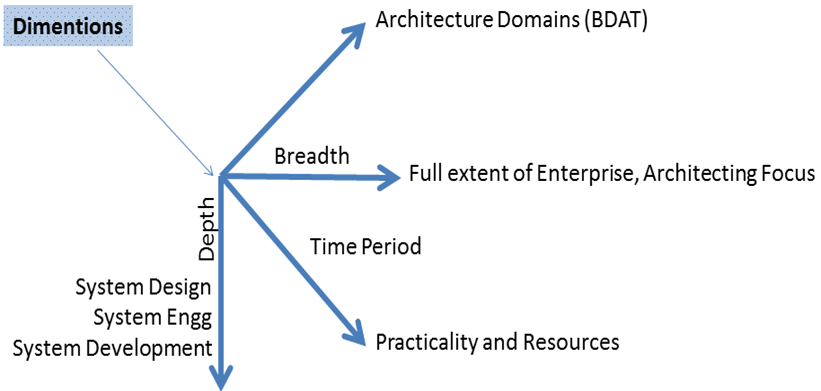 Dimentions
Architecture Domains (BDAT)
Breadth
Full extent of Enterprise, Architecting Focus
Depth
Time Period
System Design
System Engg
System Development
Practicality and Resources